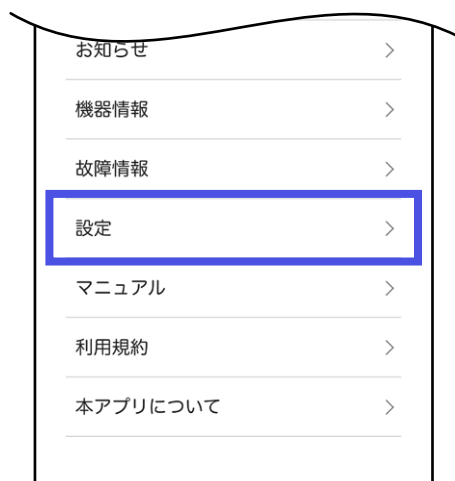 お知らせ
機器情報
故障情報
設定
マニュアル
利用規約
本アプリについて